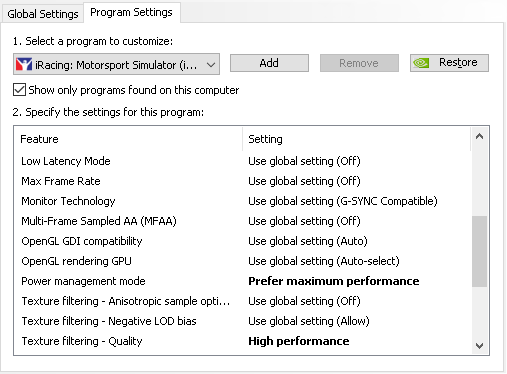 Global Settings Program Settings
1. Select a program to customize:
iRacing: Motorsport Simulator (i... Add Remove Restore
Show only programs found on this computer
2. Specify the settings for this program:
Feature Setting
Low Latency Mode Use global setting (Off)
Max Frame Rate Use global setting (Off)
Monitor Technology Use global setting (G-SYNC Compatible)
Multi-Frame Sampled AA (MFAA) Use global setting (Off)
OpenGL GDI compatibility Use global setting (Auto)
OpenGL rendering GPU Use global setting (Auto-select)
Power management mode Prefer maximum performance
Texture filtering - Anisotropic sample opti... Use global setting (Off)
Texture filtering - Negative LOD bias Use global setting (Allow)
Texture filtering - Quality High performance